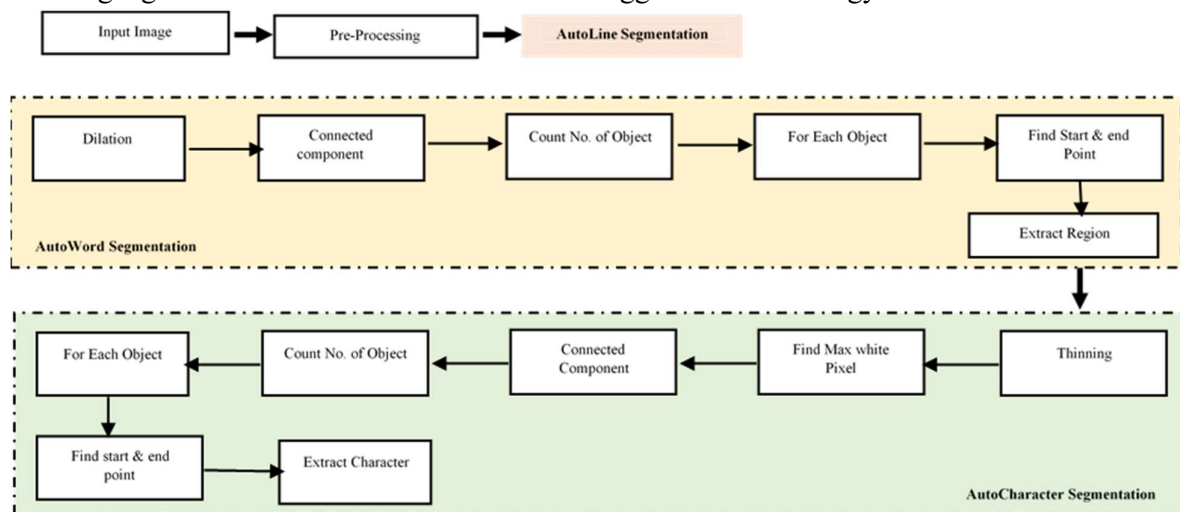 Input Image
Pre-Processing
AutoLine Segmentation
Dilation
Connected
component
Count No. of Object
For Each Object
Find Start & end
Point
Extract Region
AutoWord Segmentation
Thinning
Find Max white
Pixel
Connected
Component
Count No. of Object
For Each Object
Find start & end
point
Extract Character
AutoCharacter Segmentation